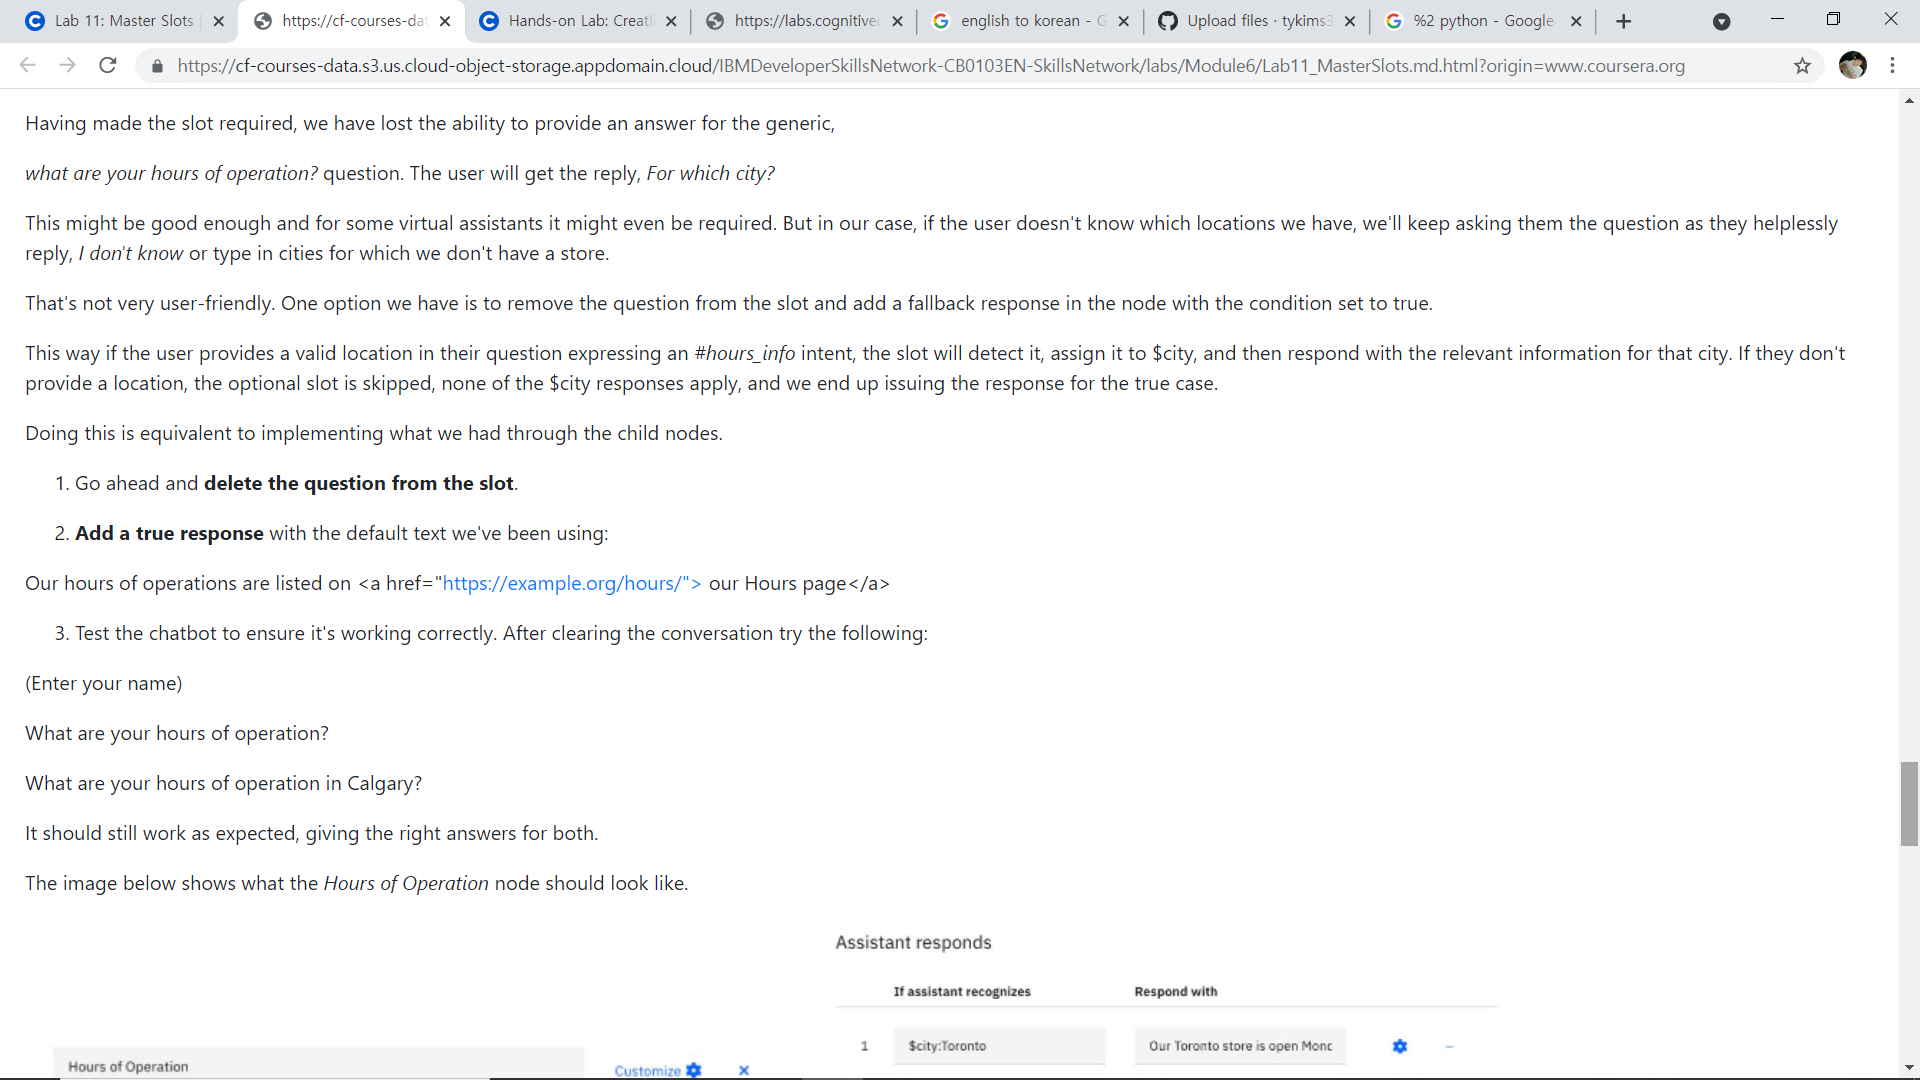 Lab 11: Master Slots
https://cf-courses-dat
Hands-on Lab: Creati
https://labs.cognitivec
english to korean - G
Upload files · tykims3
%2 python - Google
https://cf-courses-data.s3.us.cloud-object-storage.appdomain.cloud/IBMDeveloperSkillsNetwork-CB0103EN-SkillsNetwork/labs/Module6/Lab11_MasterSlots.md.html?origin=www.coursera.org
Having made the slot required, we have lost the ability to provide an answer for the generic,
what are your hours of operation? question. The user will get the reply, For which city?
This might be good enough and for some virtual assistants it might even be required. But in our case, if the user doesn't know which locations we have, we'll keep asking them the question as they helplessly
reply, I don't know or type in cities for which we don't have a store.
That's not very user-friendly. One option we have is to remove the question from the slot and add a fallback response in the node with the condition set to true.
This way if the user provides a valid location in their question expressing an #hours_info intent, the slot will detect it, assign it to $city, and then respond with the relevant information for that city. If they don't
provide a location, the optional slot is skipped, none of the $city responses apply, and we end up issuing the response for the true case.
Doing this is equivalent to implementing what we had through the child nodes.
1. Go ahead and delete the question from the slot.
2. Add a true response with the default text we've been using:
Our hours of operations are listed on <a href="https://example.org/hours/"> our Hours page</a>
3. Test the chatbot to ensure it's working correctly. After clearing the conversation try the following:
(Enter your name)
What are your hours of operation?
What are your hours of operation in Calgary?
It should still work as expected, giving the right answers for both.
The image below shows what the Hours of Operation node should look like.
Assistant responds
If assistant recognizes
Respond with
1
$city:Toronto
Our Toronto store is open Monc
Hours of Operation
Customize